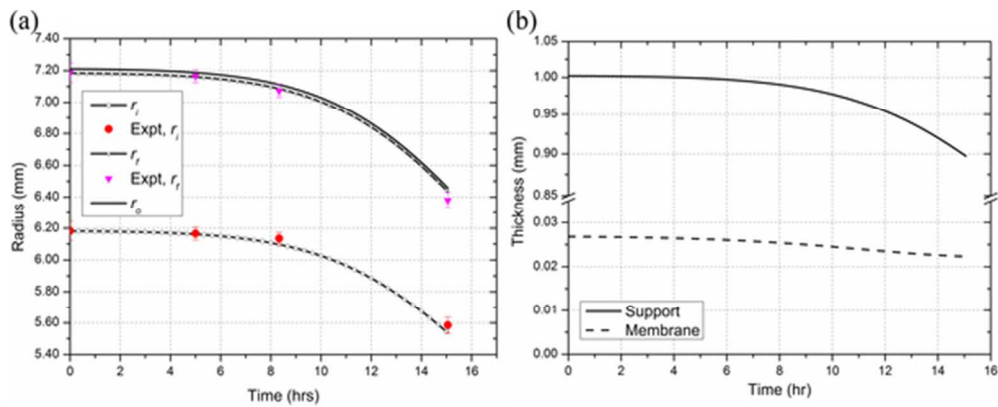 (a)
7.40
7.20
7.00
6.80
6.60
6.40
6.20
6.00
5.80
5.60
5.40
Radius (mm)
r_i
Expt, r_i
r_f
Expt, r_f
r_o
0 2 4 6 8 10 12 14 16
Time (hrs)
(b)
1.05
1.00
0.95
0.90
0.85
0.03
0.02
0.01
0.00
Thickness (mm)
Support
Membrane
0 2 4 6 8 10 12 14 16
Time (hr)